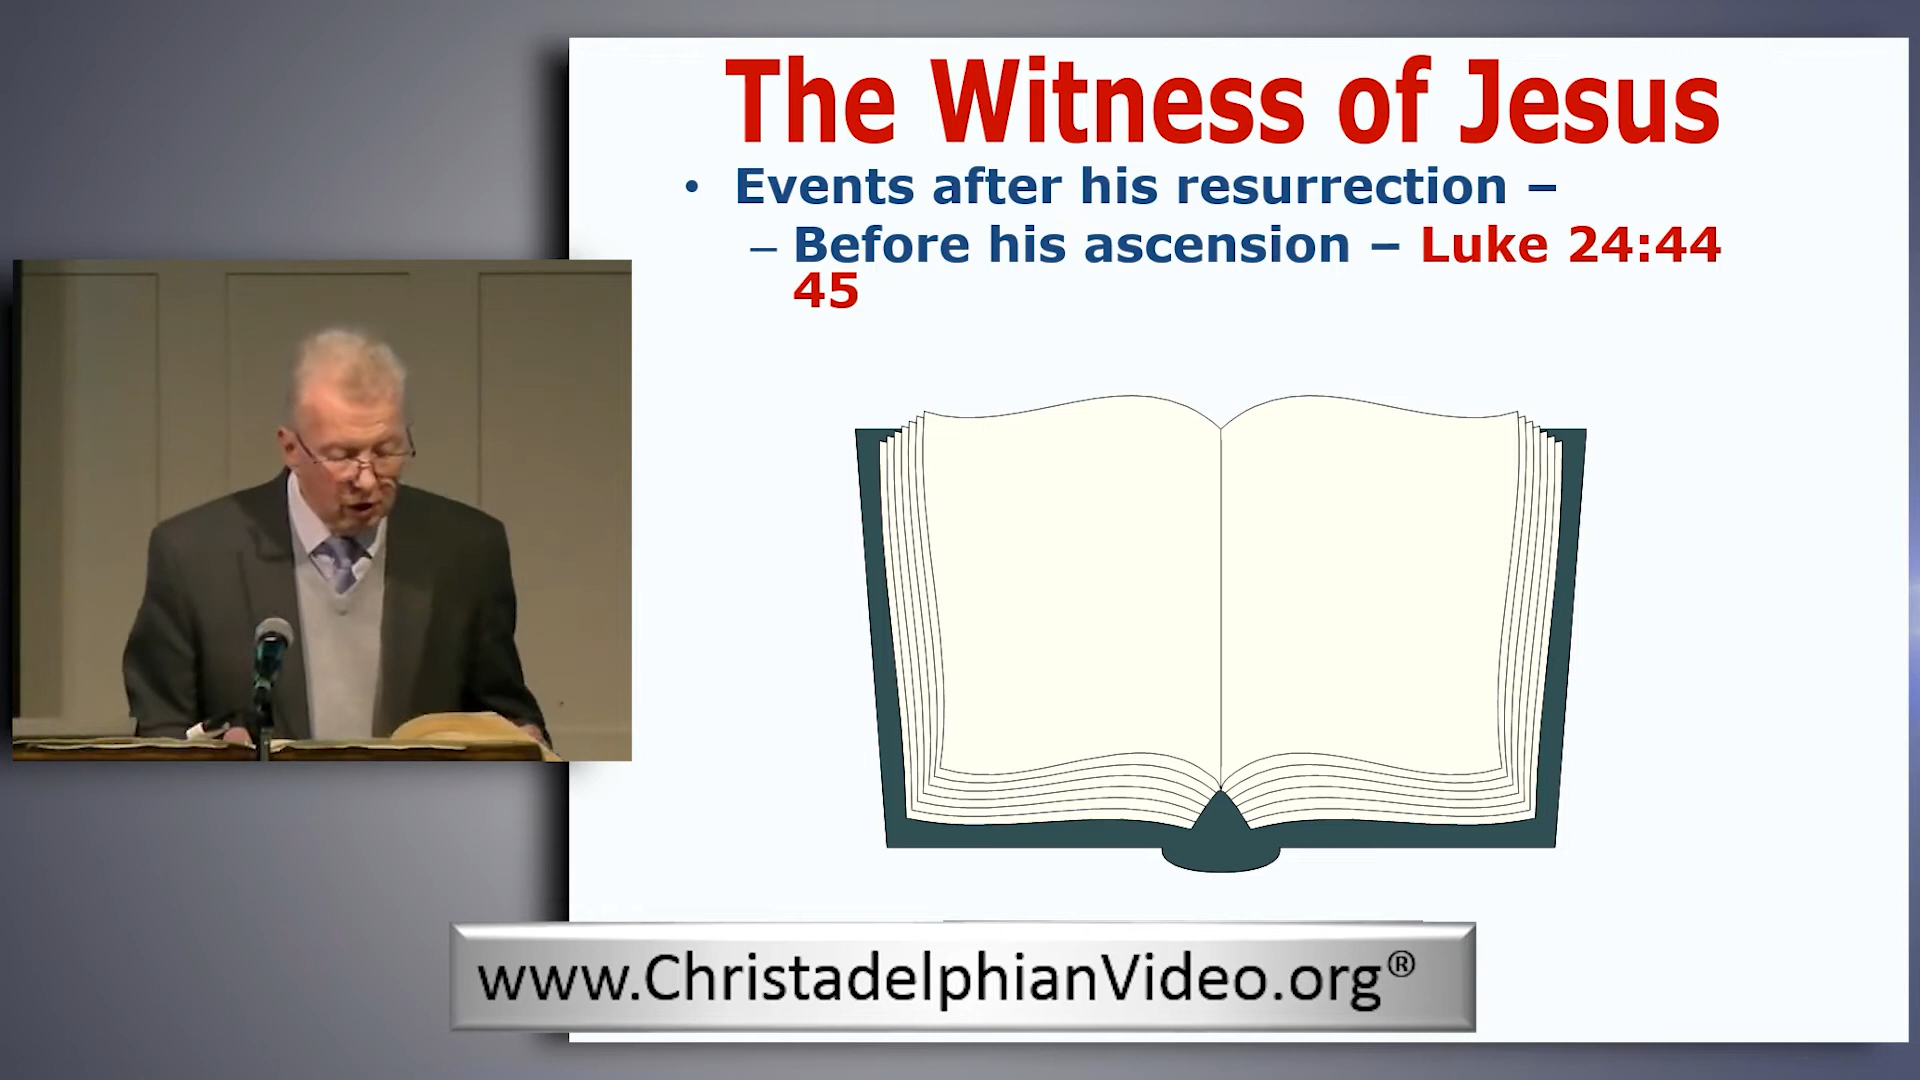 The Witness of Jesus
• Events after his resurrection –
– Before his ascension – Luke 24:44
45
www.ChristadelphianVideo.org®